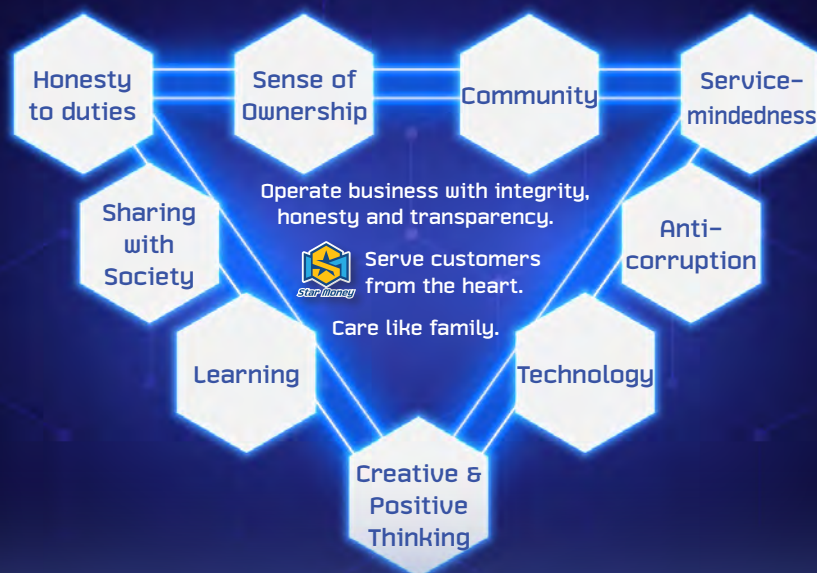 Honesty
to duties
Sense of
Ownership
Community
Service-
mindedness
Operate business with integrity,
honesty and transparency.
Sharing
with
Society
Anti-
corruption
Star Money
Serve customers
from the heart.
Care like family.
Learning
Technology
Creative &
Positive
Thinking